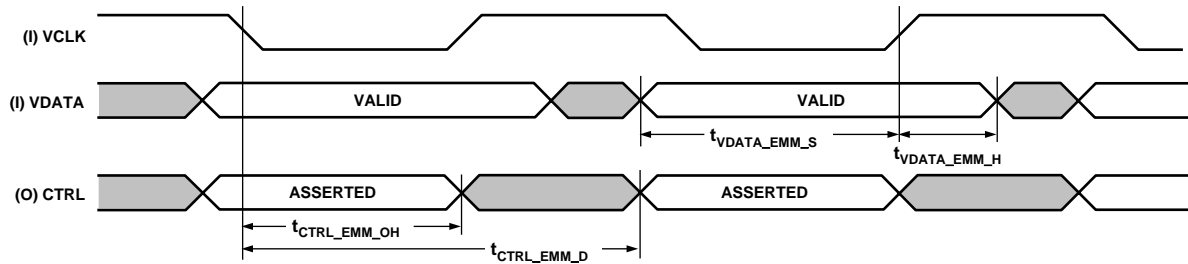 (I) VCLK
(I) VDATA
VALID
VALID
tVDATA_EMM_S
tVDATA_EMM_H
(O) CTRL
ASSERTED
ASSERTED
tCTRL_EMM_OH
tCTRL_EMM_D